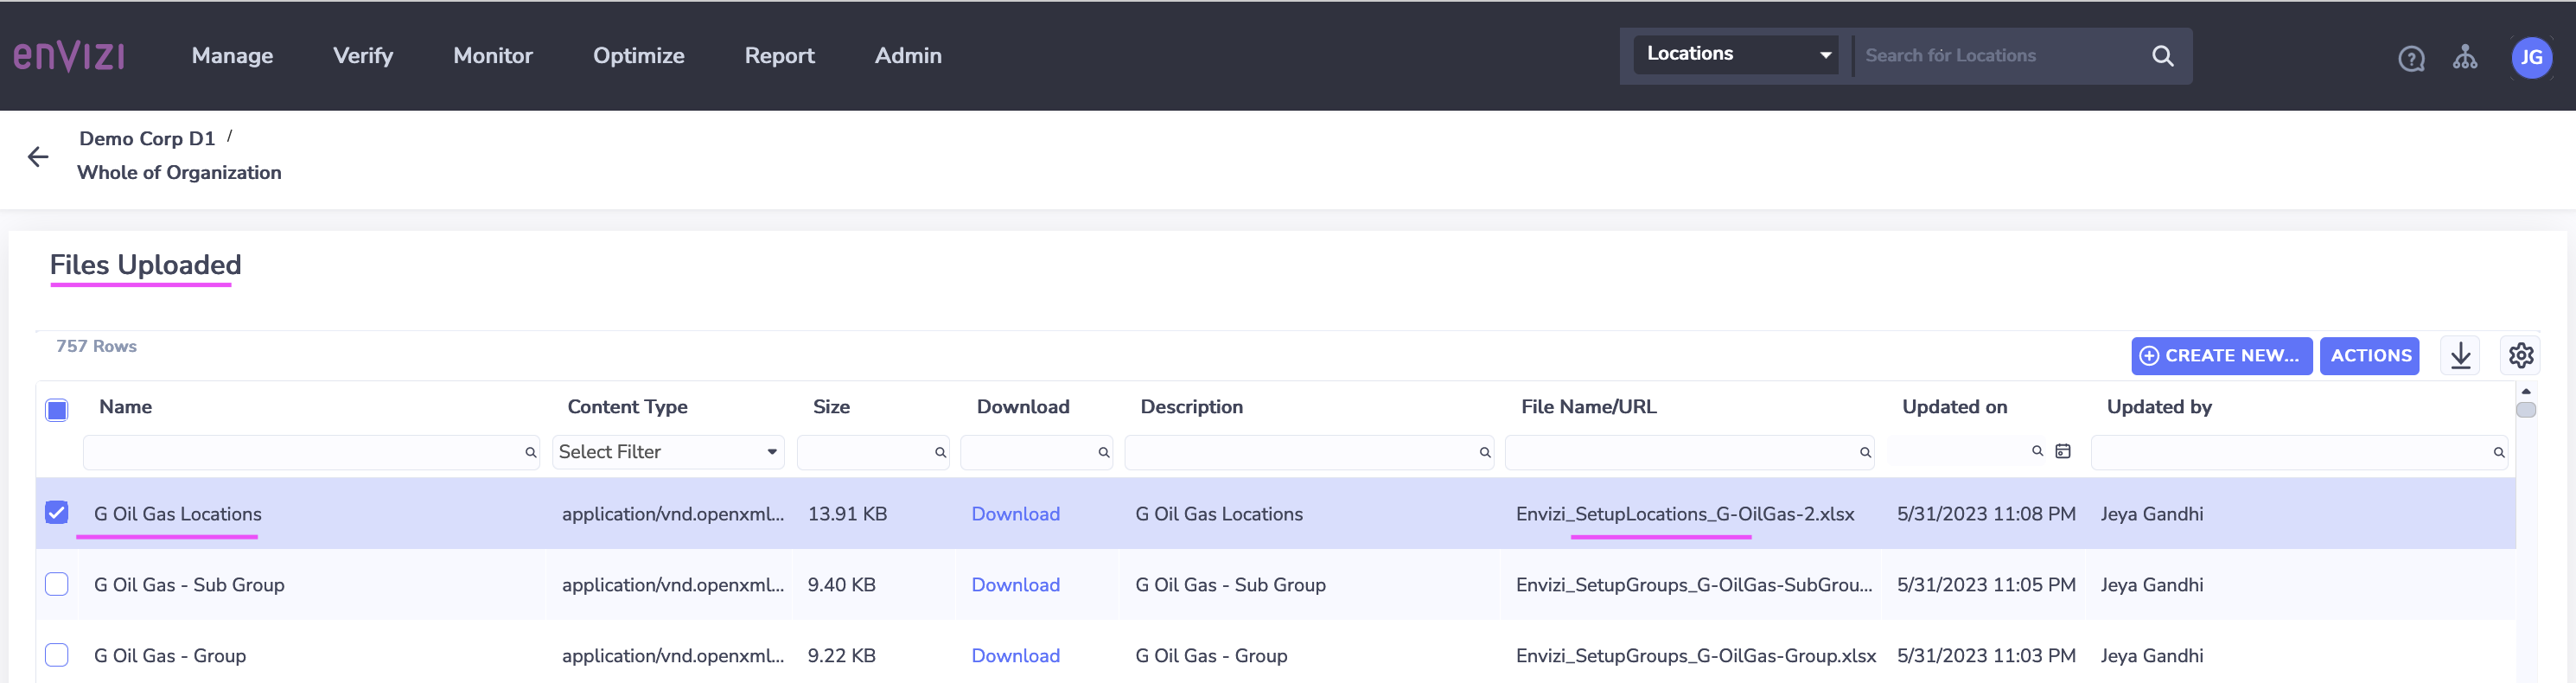 enVIZI Manage Verify Monitor Optimize Report Admin Locations Search for Locations ? JG
Demo Corp D1 /
Whole of Organization
Files Uploaded
757 Rows CREATE NEW... ACTIONS
Name Content Type Size Download Description File Name/URL Updated on Updated by
Select Filter
G Oil Gas Locations application/vnd.openxml... 13.91 KB Download G Oil Gas Locations Envizi_SetupLocations_G-OilGas-2.xlsx 5/31/2023 11:08 PM Jeya Gandhi
G Oil Gas - Sub Group application/vnd.openxml... 9.40 KB Download G Oil Gas - Sub Group Envizi_SetupGroups_G-OilGas-SubGrou... 5/31/2023 11:05 PM Jeya Gandhi
G Oil Gas - Group application/vnd.openxml... 9.22 KB Download G Oil Gas - Group Envizi_SetupGroups_G-OilGas-Group.xlsx 5/31/2023 11:03 PM Jeya Gandhi